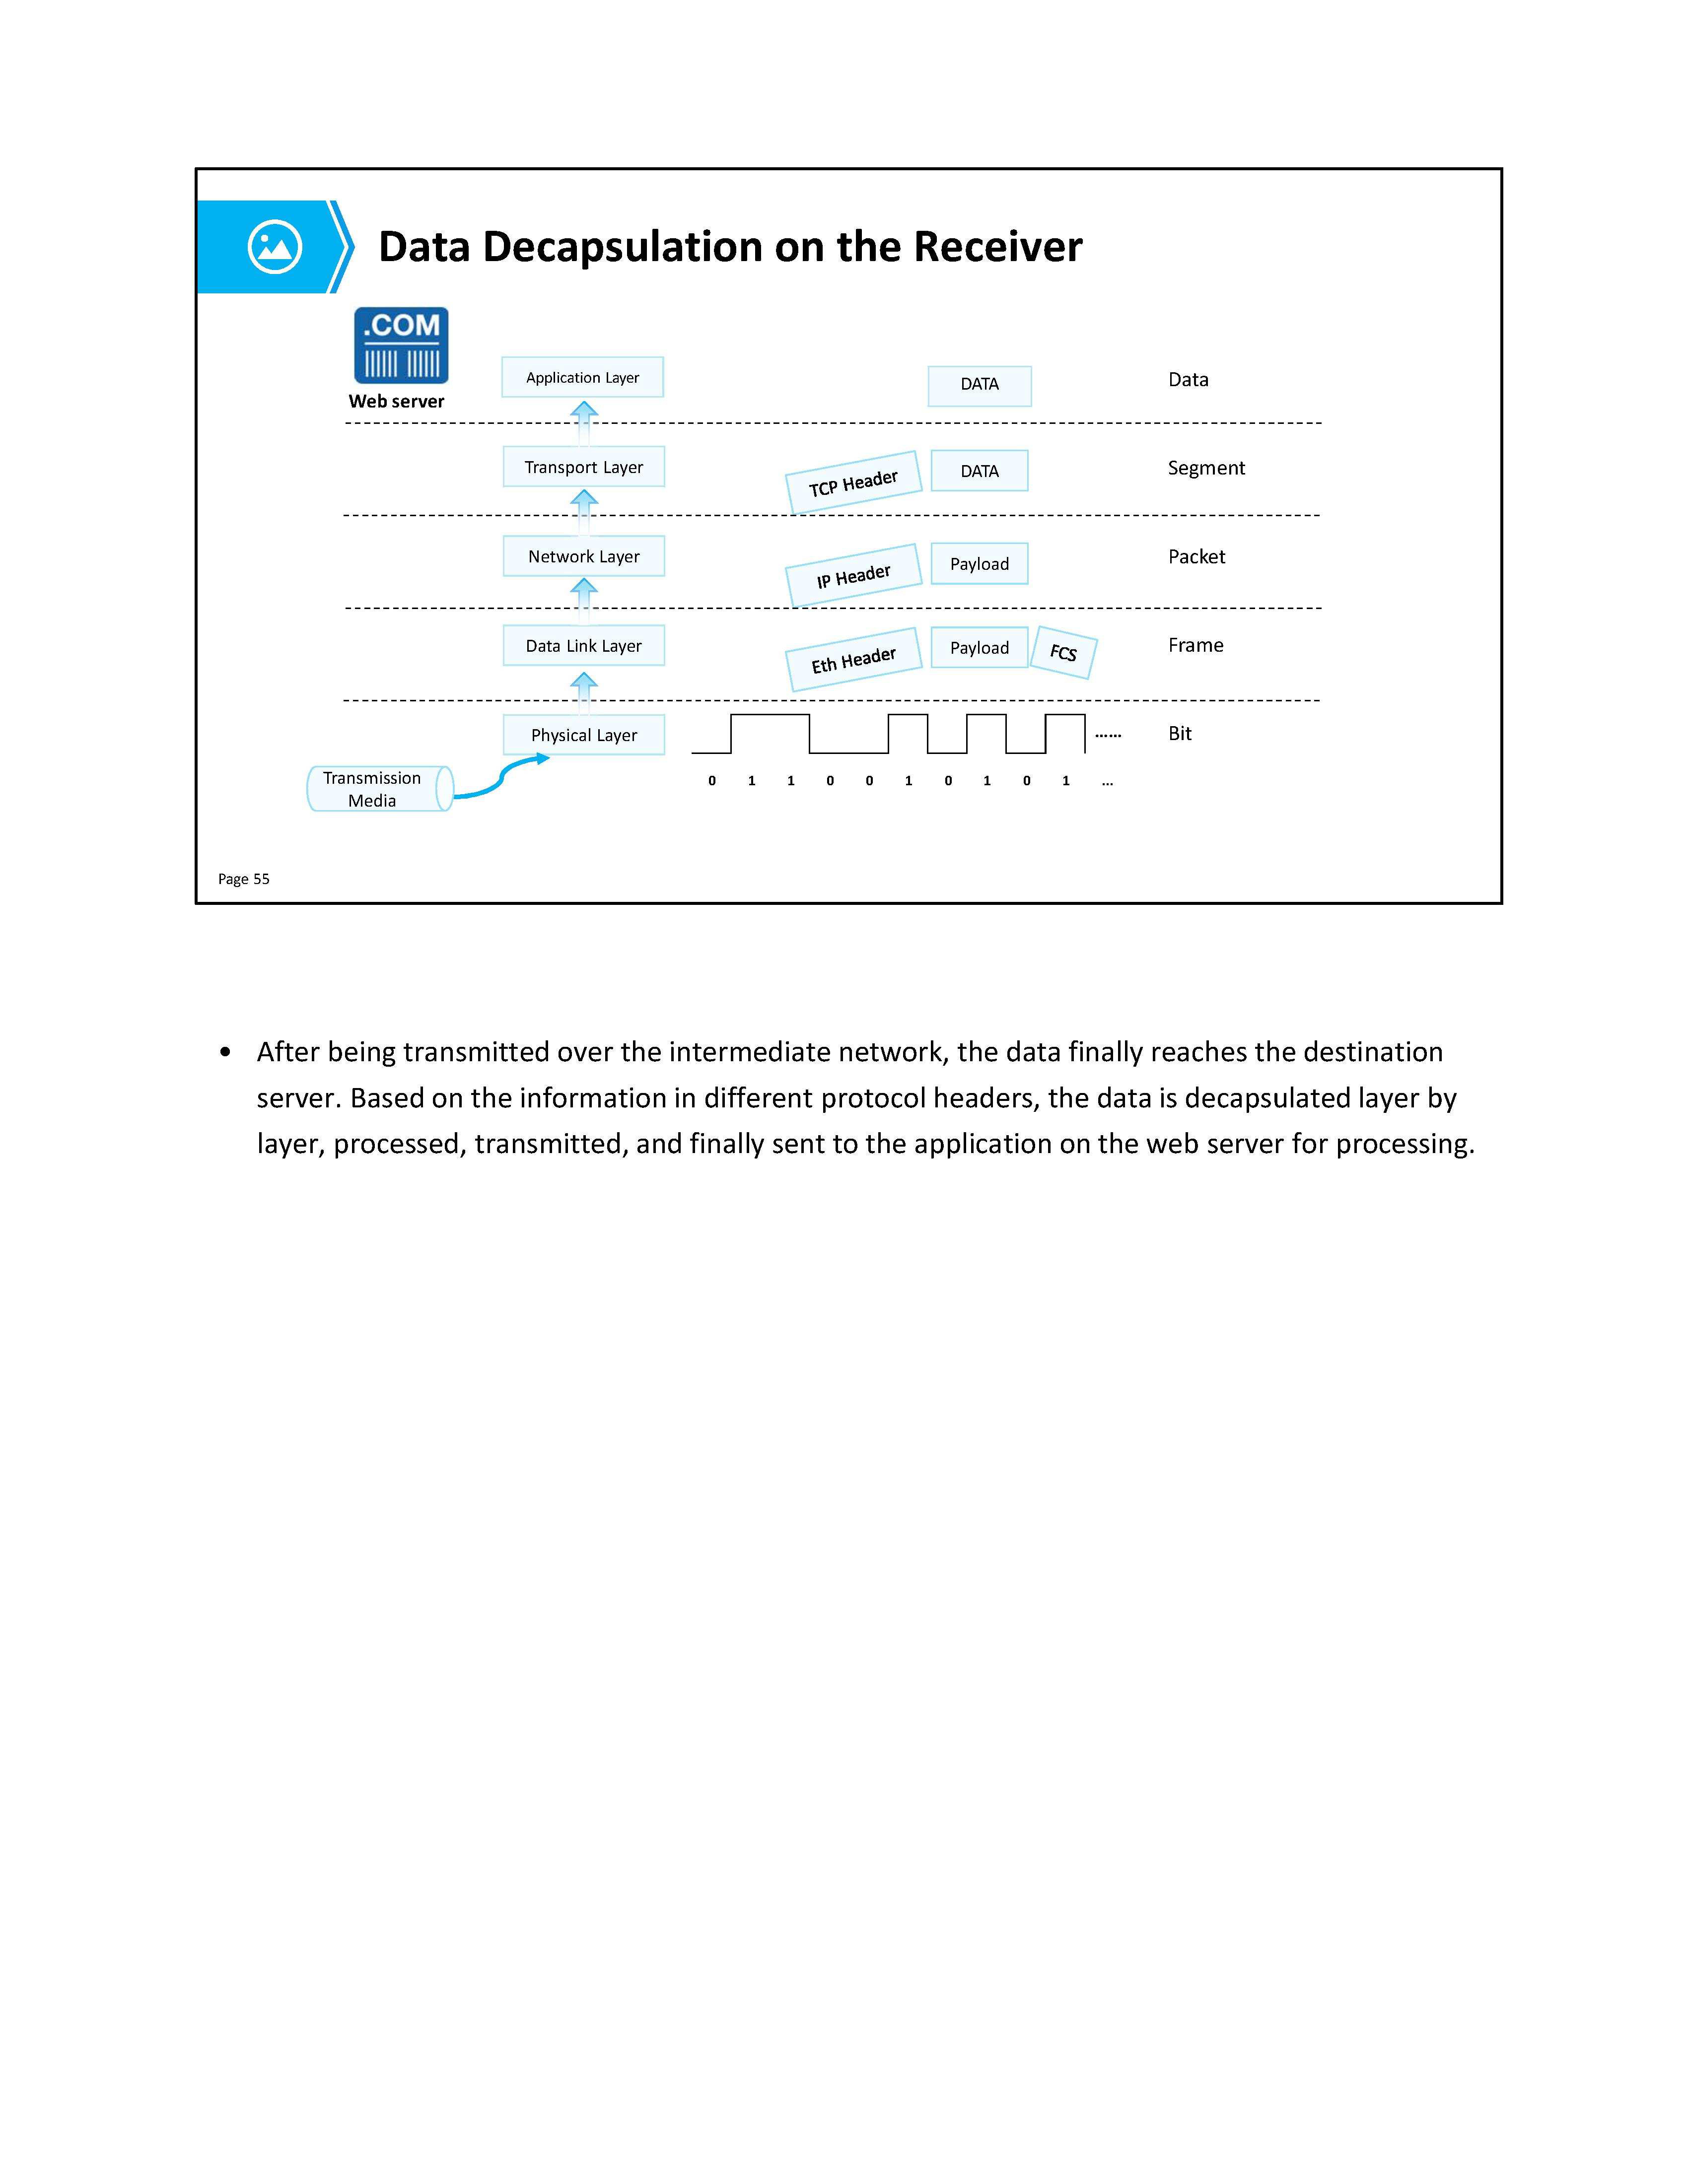 Data Decapsulation on the Receiver
.COM
Web server
Application Layer
DATA
Data
Transport Layer
TCP Header
DATA
Segment
Network Layer
IP Header
Payload
Packet
Data Link Layer
Eth Header
Payload
FCS
Frame
Physical Layer
......
Bit
Transmission
Media
0 1 1 0 0 1 0 1 0 1 ...
Page 55
• After being transmitted over the intermediate network, the data finally reaches the destination
server. Based on the information in different protocol headers, the data is decapsulated layer by
layer, processed, transmitted, and finally sent to the application on the web server for processing.